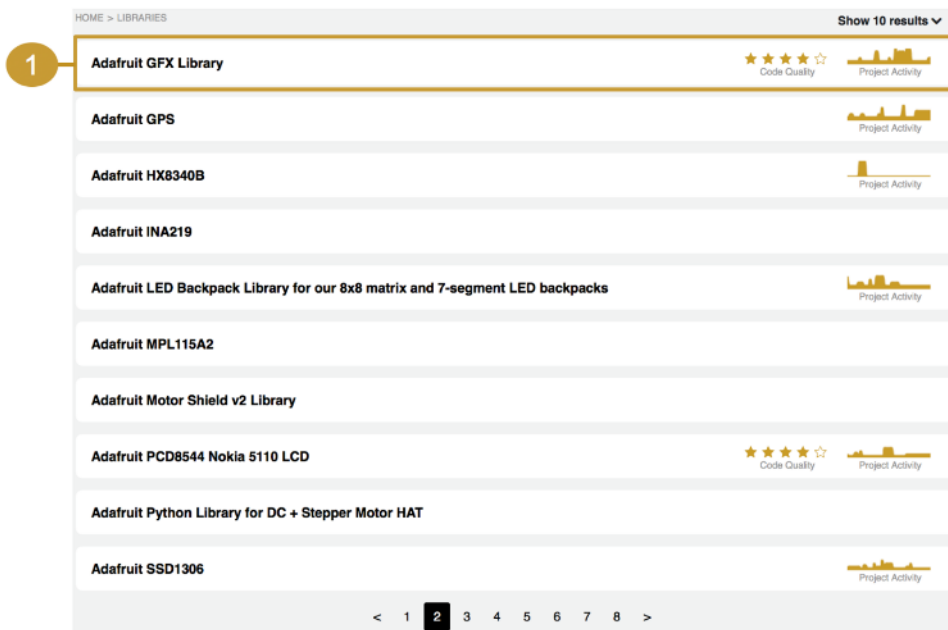 HOME > LIBRARIES
Show 10 results
1
Adafruit GFX Library
Code Quality
Project Activity
Adafruit GPS
Project Activity
Adafruit HX8340B
Project Activity
Adafruit INA219
Adafruit LED Backpack Library for our 8x8 matrix and 7-segment LED backpacks
Project Activity
Adafruit MPL115A2
Adafruit Motor Shield v2 Library
Adafruit PCD8544 Nokia 5110 LCD
Code Quality
Project Activity
Adafruit Python Library for DC + Stepper Motor HAT
Adafruit SSD1306
Project Activity
< 1 2 3 4 5 6 7 8 >